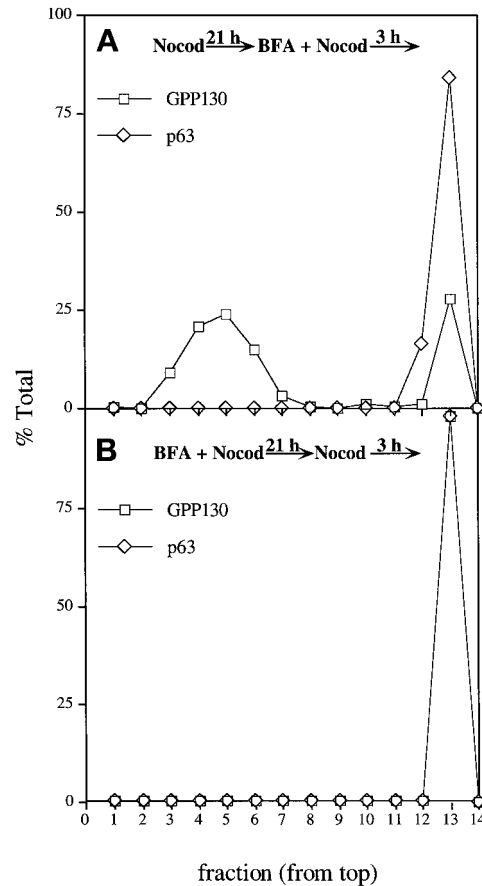 100
A
Nocod 21 h BFA + Nocod 3 h
GPP130
p63
75
50
25
0
% Total
B
BFA + Nocod 21 h Nocod 3 h
GPP130
p63
75
50
25
0
0 1 2 3 4 5 6 7 8 9 10 11 12 13 14
fraction (from top)